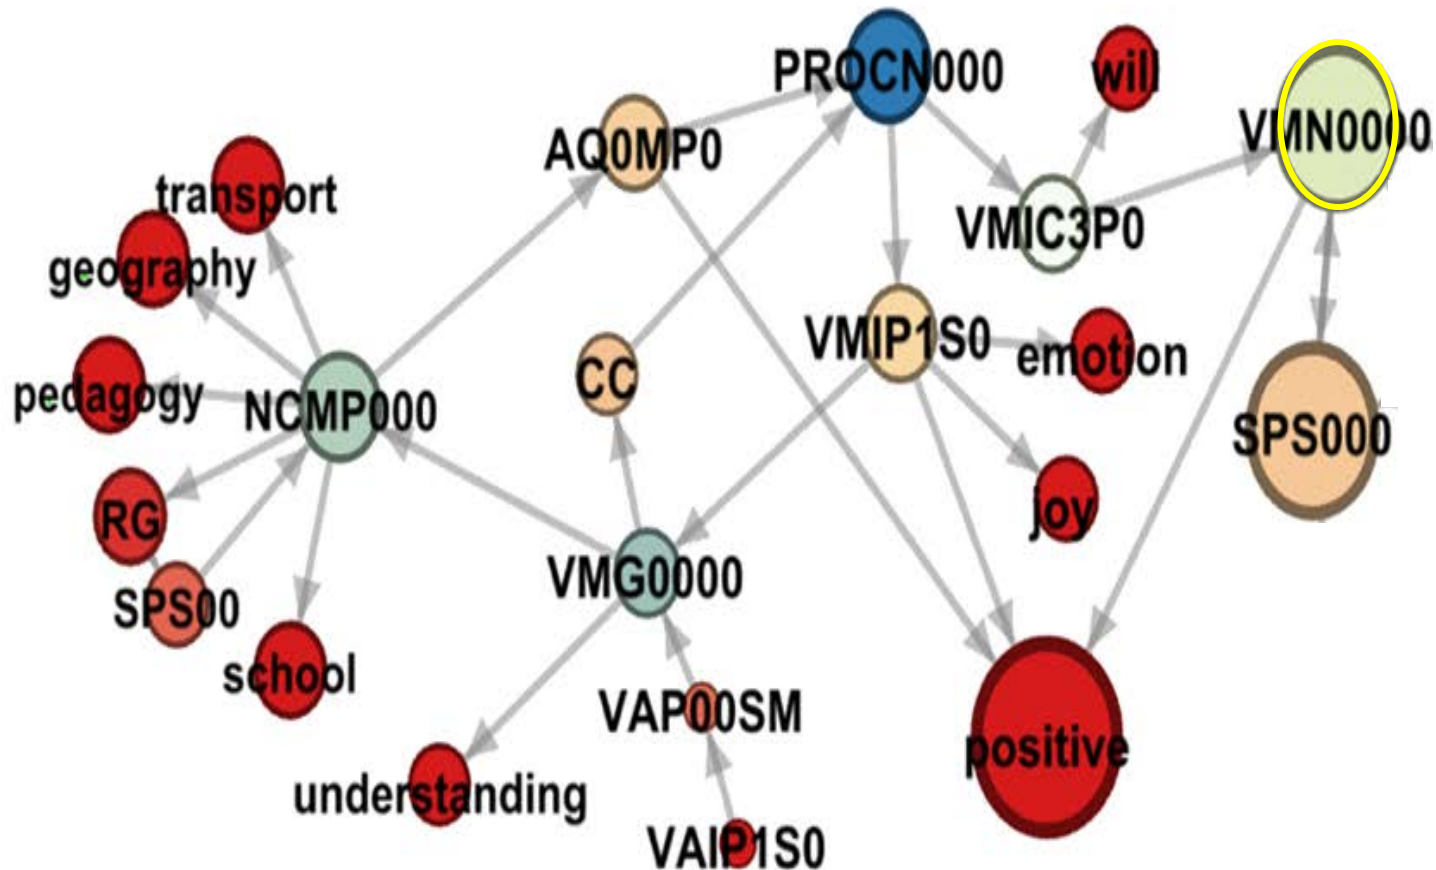 PROCN000
will
VMN0000
AQ0MP0
transport
VMIC3P0
geography
VMIP1S0
emotion
pedagogy
NCMP000
CC
SPS000
RG
joy
VMG0000
SPS00
school
VAP00SM
positive
understanding
VAIP1S0